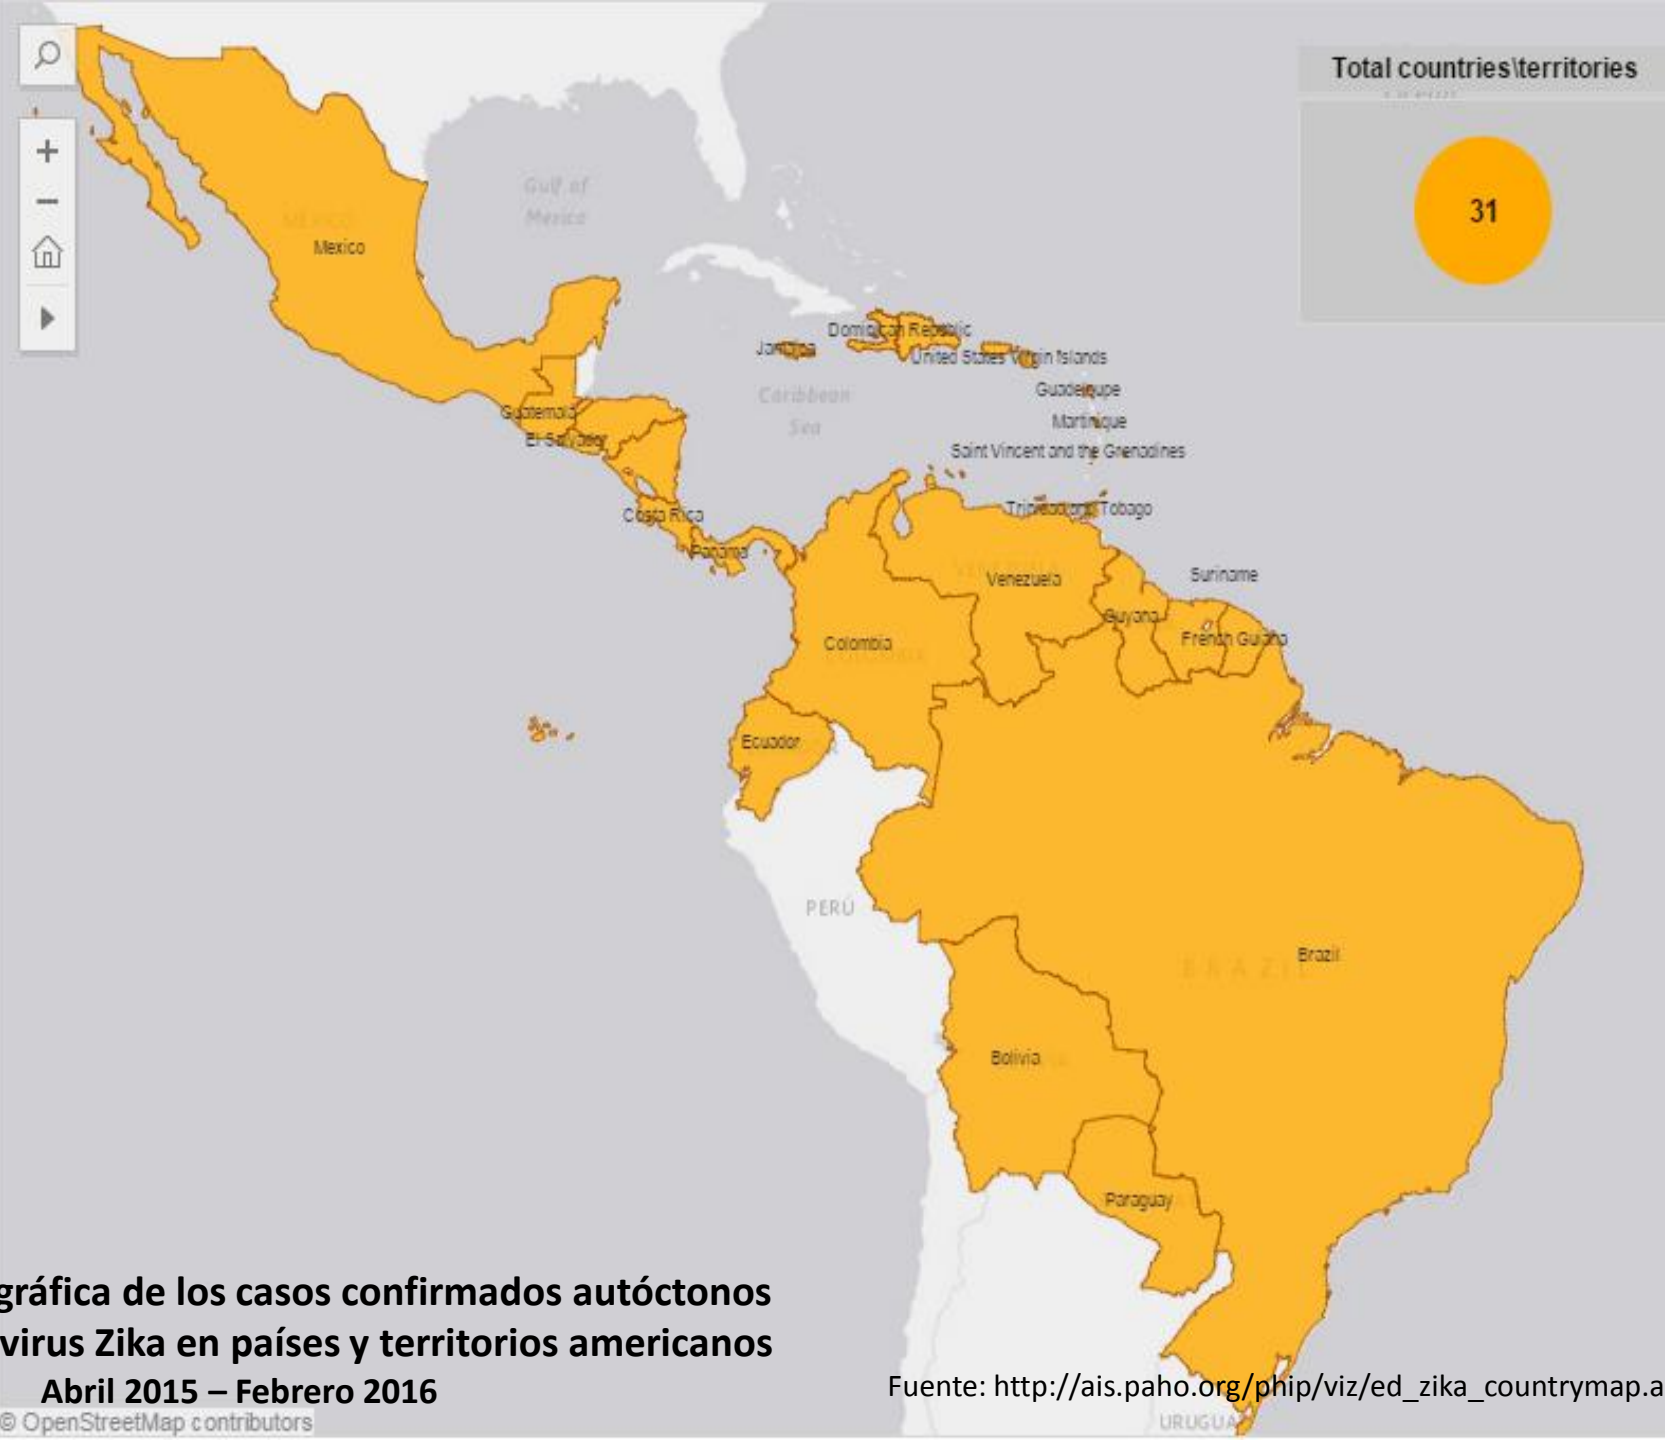 Total countries\territories
31
Gulf of
Mexico
MÉXICO
Mexico
Dominican Republic
Jamaica
United States Virgin Islands
Guadeloupe
Caribbean
Sea
Martinique
Guatemala
El Salvador
Saint Vincent and the Grenadines
Costa Rica
Trinidad and Tobago
Panama
Venezuela
Suriname
Guyana
Colombia
COLOMBIA
French Guiana
Ecuador
PERÚ
Brazil
BRAZIL
Bolivia
Paraguay
gráfica de los casos confirmados autóctonos
virus Zika en países y territorios americanos
Abril 2015 – Febrero 2016
Fuente: http://ais.paho.org/phip/viz/ed_zika_countrymap.a
© OpenStreetMap contributors
URUGUA